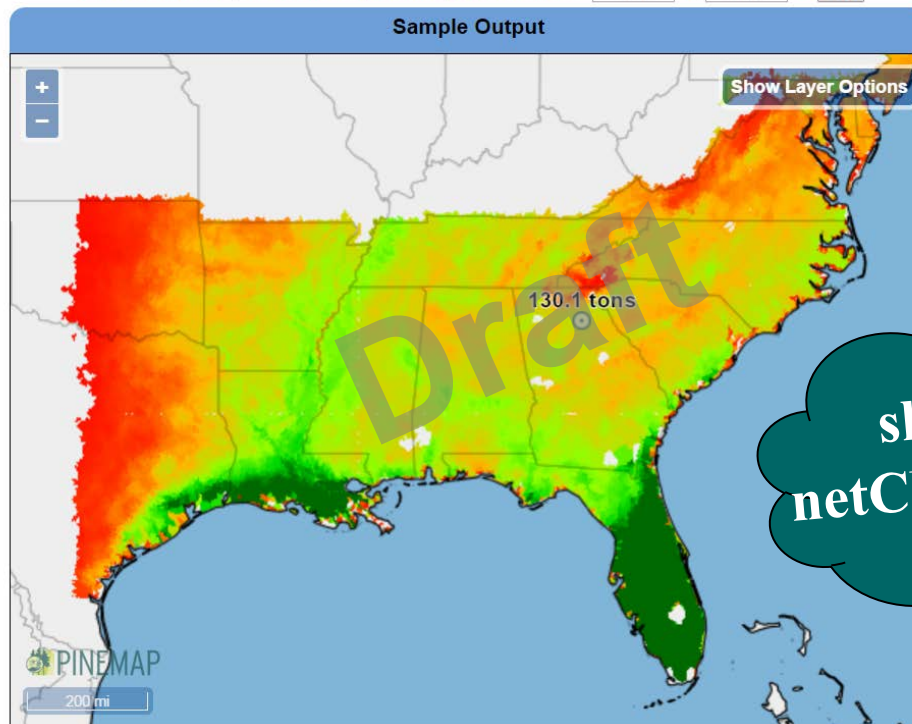 Sample Output
+
Show Layer Options
−
130.1 tons
Draft
PINEMAP
200 mi